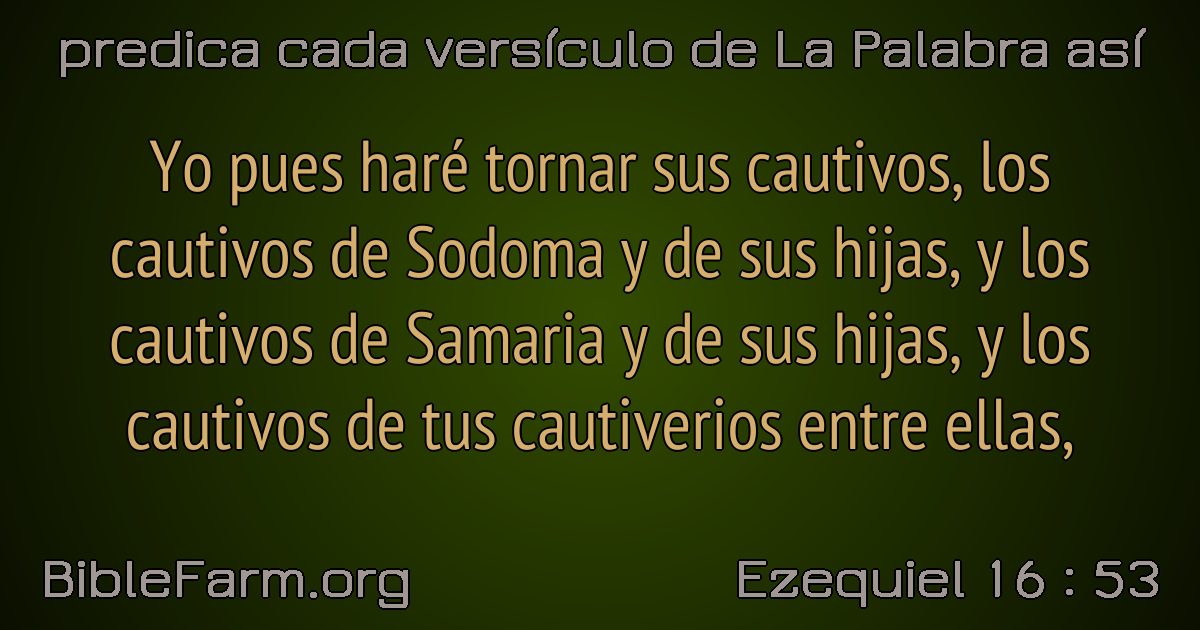 predica cada versículo de La Palabra así
Yo pues haré tornar sus cautivos, los
cautivos de Sodoma y de sus hijas, y los
cautivos de Samaria y de sus hijas, y los
cautivos de tus cautiverios entre ellas,
BibleFarm.org
Ezequiel 16 : 53